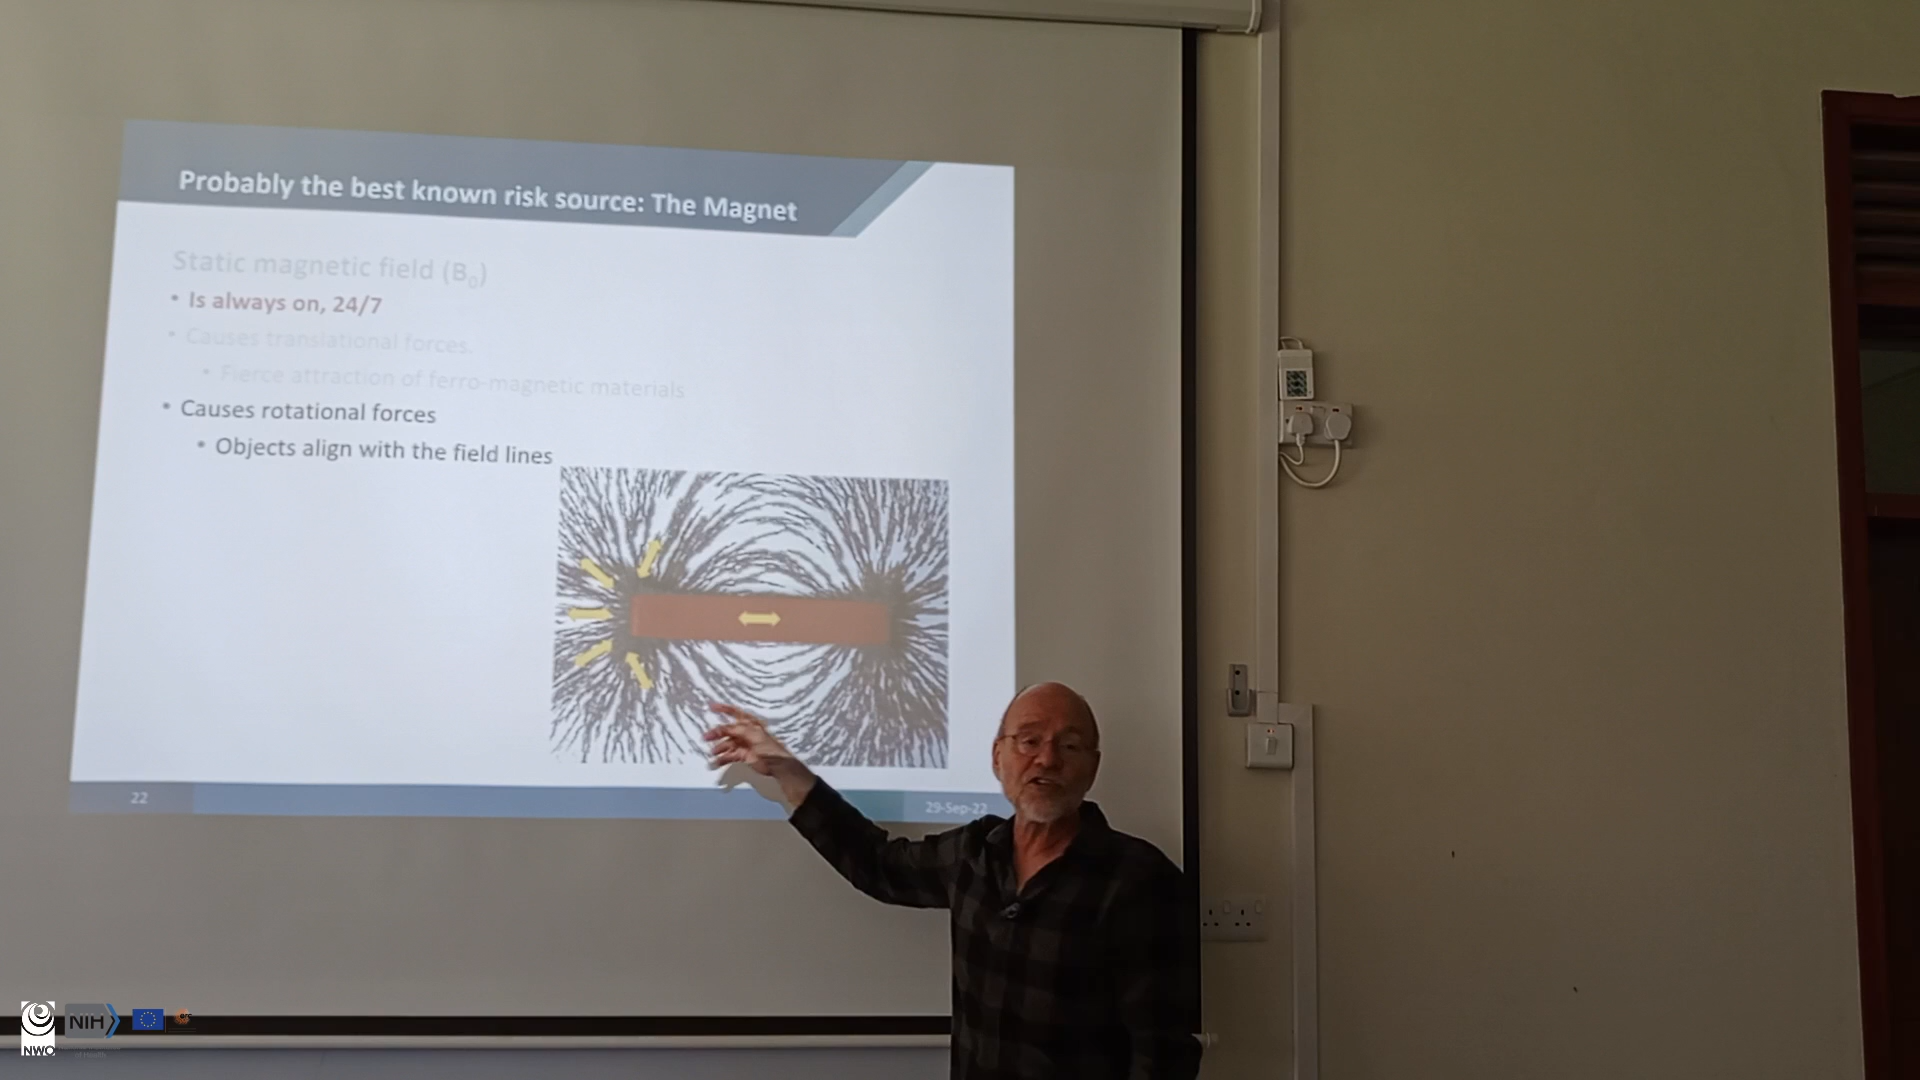 Probably the best known risk source: The Magnet
Static magnetic field (B0)
• Is always on, 24/7
• Causes translational forces.
• Fierce attraction of ferro-magnetic materials
• Causes rotational forces
• Objects align with the field lines
22
29-Sep-22
NWO
NIH
erc